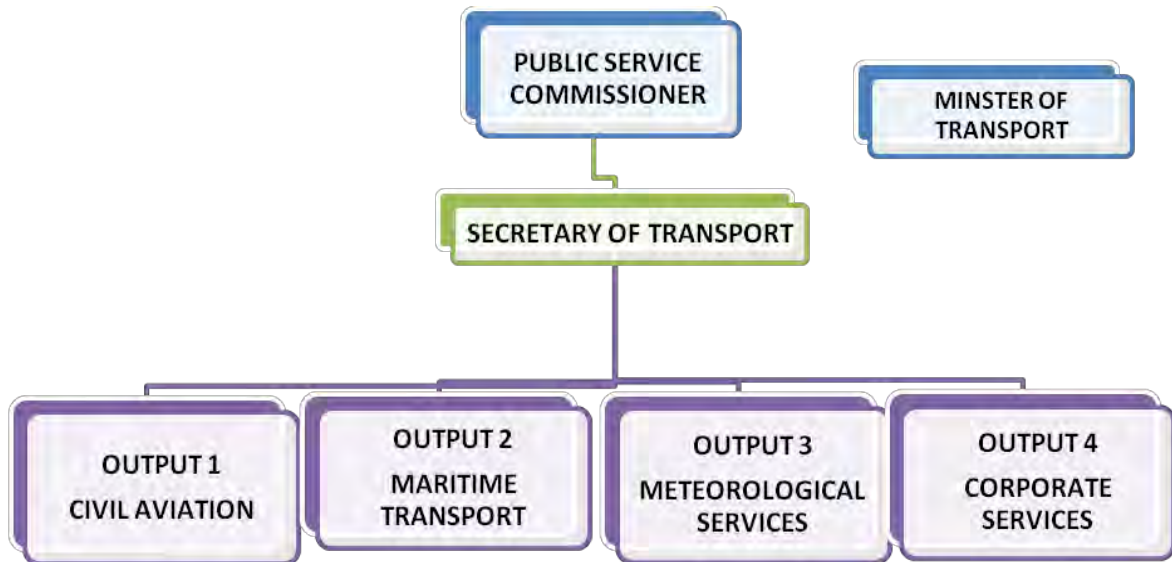 PUBLIC SERVICE
COMMISSIONER
MINSTER OF
TRANSPORT
SECRETARY OF TRANSPORT
OUTPUT 1
CIVIL AVIATION
OUTPUT 2
MARITIME
TRANSPORT
OUTPUT 3
METEOROLOGICAL
SERVICES
OUTPUT 4
CORPORATE
SERVICES